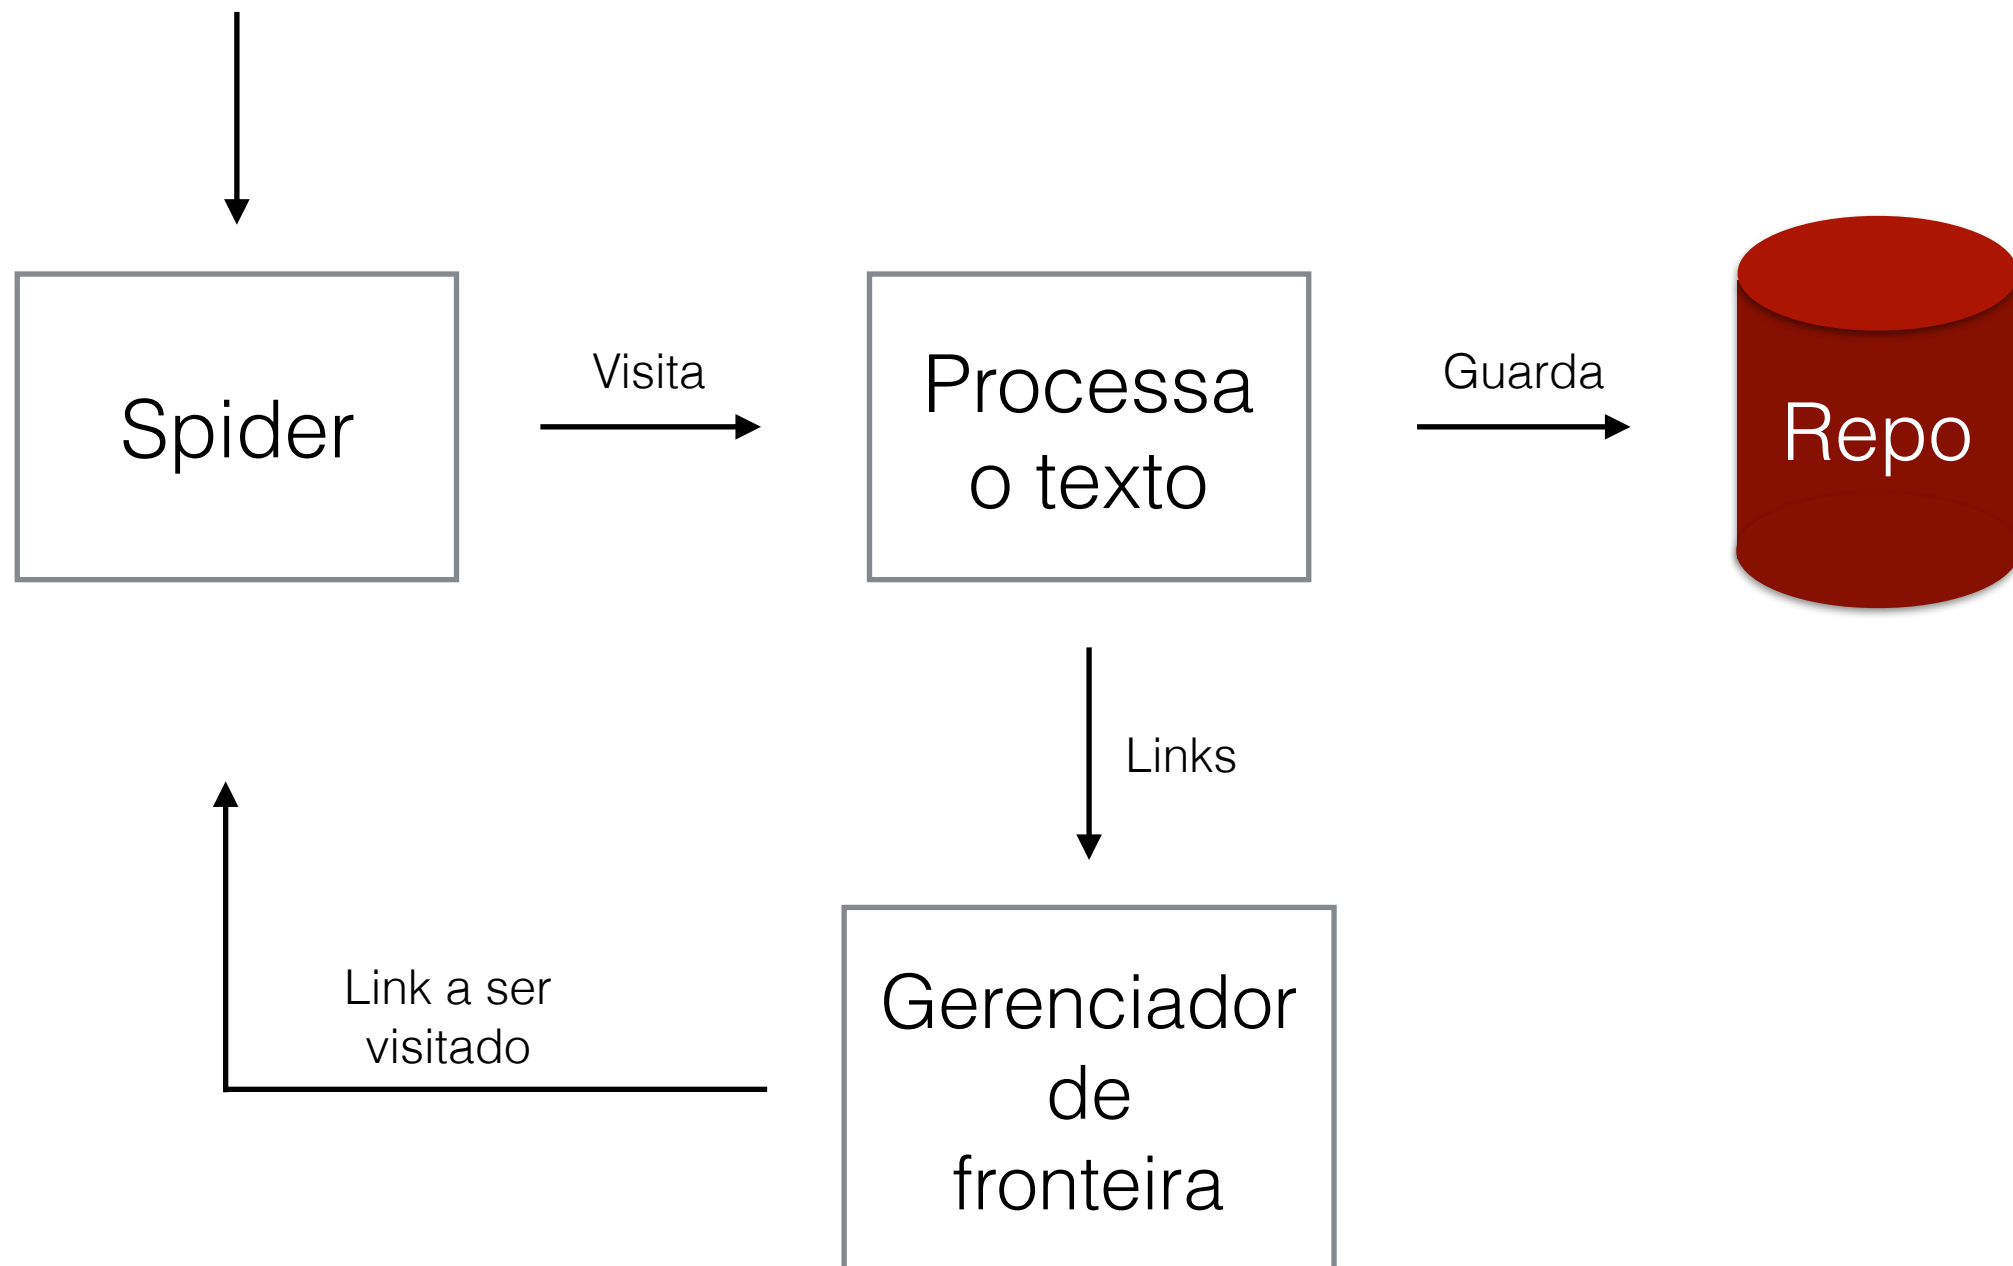 Spider
Visita
Processa
o texto
Guarda
Repo
Links
Link a ser
visitado
Gerenciador
de
fronteira